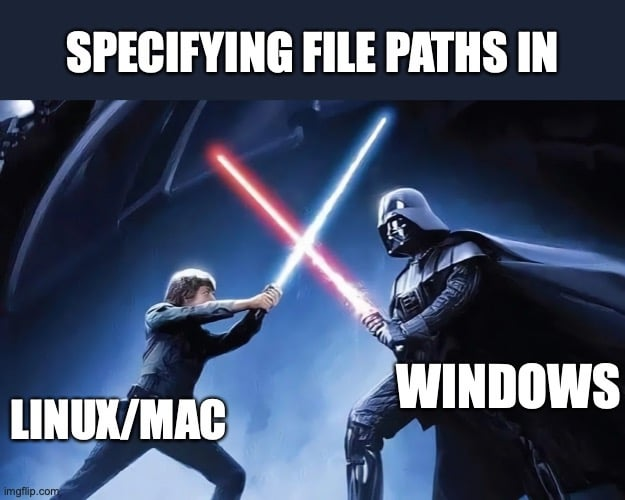 SPECIFYING FILE PATHS IN
WINDOWS
LINUX/MAC
imgflip.com